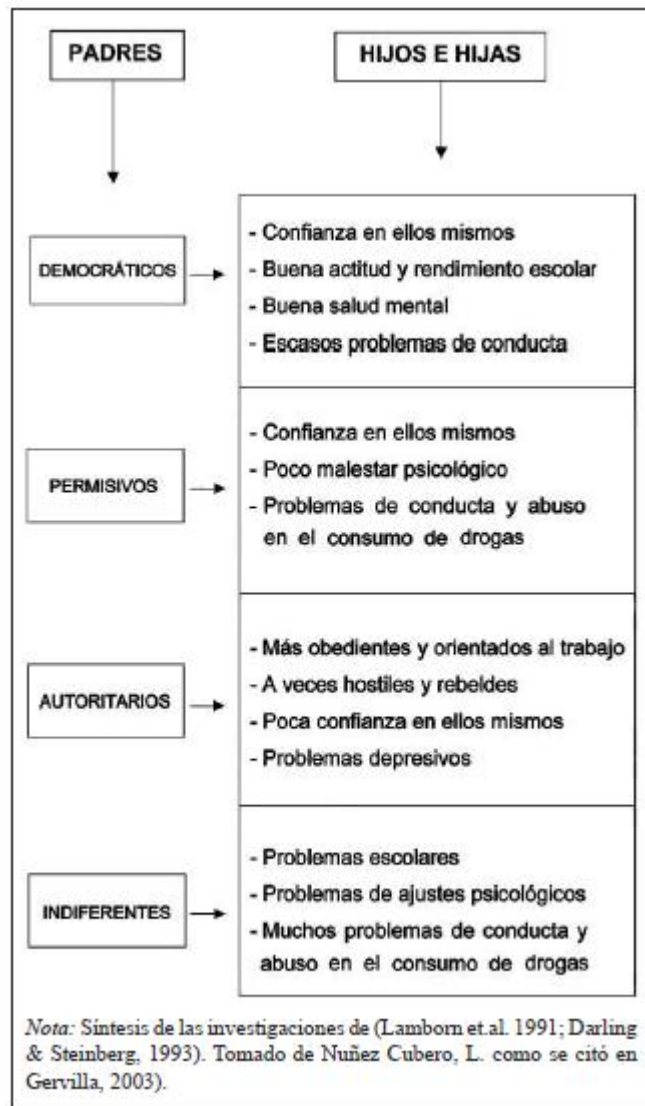 PADRES
HIJOS E HIJAS
DEMOCRÁTICOS
- Confianza en ellos mismos
- Buena actitud y rendimiento escolar
- Buena salud mental
- Escasos problemas de conducta
PERMISIVOS
- Confianza en ellos mismos
- Poco malestar psicológico
- Problemas de conducta y abuso
en el consumo de drogas
AUTORITARIOS
- Más obedientes y orientados al trabajo
- A veces hostiles y rebeldes
- Poca confianza en ellos mismos
- Problemas depresivos
INDIFERENTES
- Problemas escolares
- Problemas de ajustes psicológicos
- Muchos problemas de conducta y
abuso en el consumo de drogas
Nota: Síntesis de las investigaciones de (Lamborn et.al. 1991; Darling
& Steinberg, 1993). Tomado de Nuñez Cubero, L. como se citó en
Gervilla, 2003).